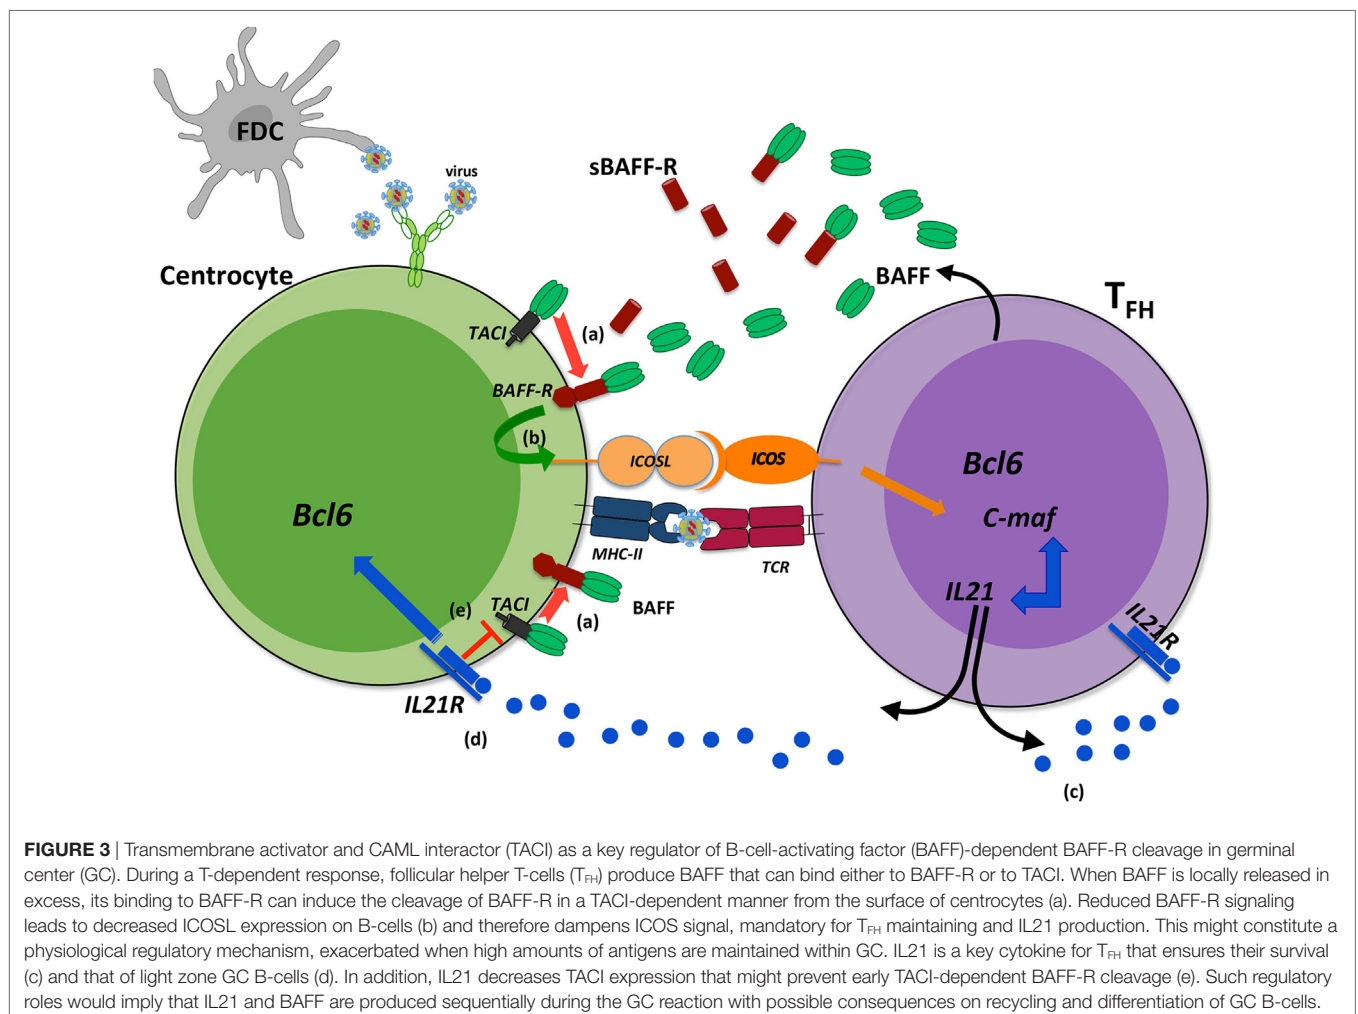 FDC
virus
sBAFF-R
Centrocyte
BAFF
T_FH
TACI
(a)
BAFF-R
(b)
ICOSL
ICOS
Bcl6
Bcl6
C-maf
MHC-II
TCR
IL21
(e)
TACI
BAFF
(a)
IL21R
IL21R
(d)
(c)
FIGURE 3 | Transmembrane activator and CAML interactor (TACI) as a key regulator of B-cell-activating factor (BAFF)-dependent BAFF-R cleavage in germinal
center (GC). During a T-dependent response, follicular helper T-cells (T_FH) produce BAFF that can bind either to BAFF-R or to TACI. When BAFF is locally released in
excess, its binding to BAFF-R can induce the cleavage of BAFF-R in a TACI-dependent manner from the surface of centrocytes (a). Reduced BAFF-R signaling
leads to decreased ICOSL expression on B-cells (b) and therefore dampens ICOS signal, mandatory for T_FH maintaining and IL21 production. This might constitute a
physiological regulatory mechanism, exacerbated when high amounts of antigens are maintained within GC. IL21 is a key cytokine for T_FH that ensures their survival
(c) and that of light zone GC B-cells (d). In addition, IL21 decreases TACI expression that might prevent early TACI-dependent BAFF-R cleavage (e). Such regulatory
roles would imply that IL21 and BAFF are produced sequentially during the GC reaction with possible consequences on recycling and differentiation of GC B-cells.